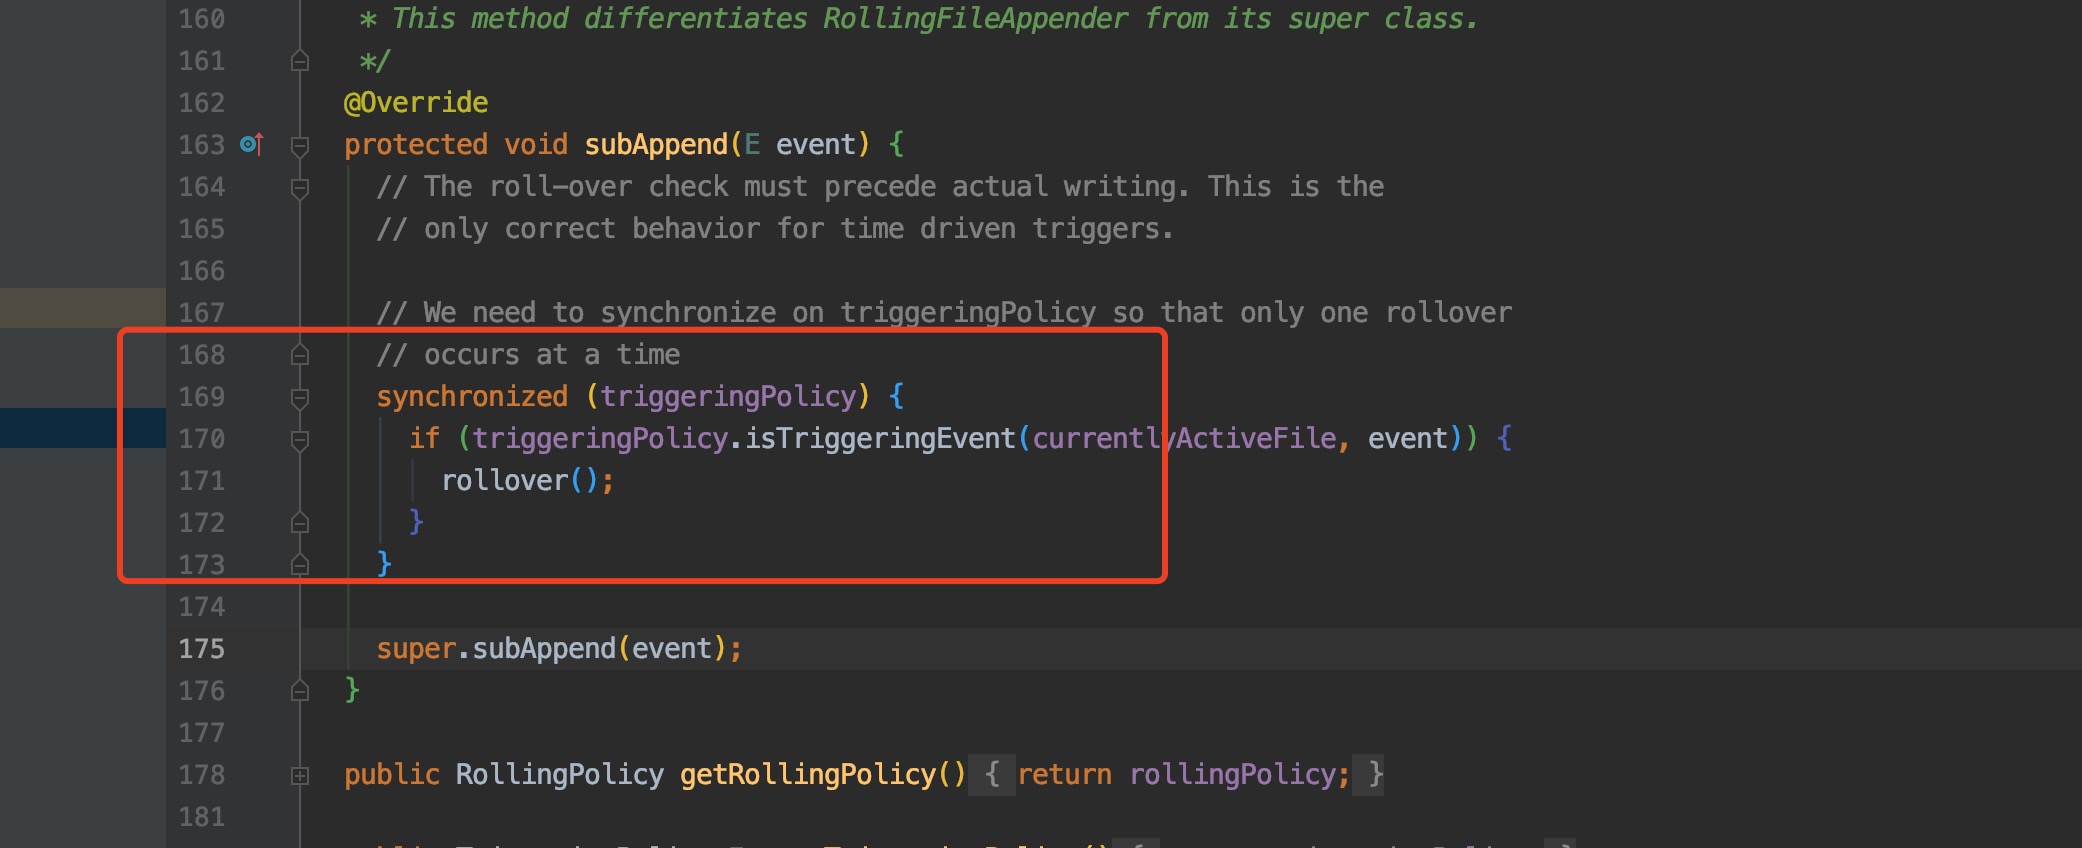 160 * This method differentiates RollingFileAppender from its super class.
161 */
162 @Override
163 protected void subAppend(E event) {
164 // The roll-over check must precede actual writing. This is the
165 // only correct behavior for time driven triggers.
166
167 // We need to synchronize on triggeringPolicy so that only one rollover
168 // occurs at a time
169 synchronized (triggeringPolicy) {
170 if (triggeringPolicy.isTriggeringEvent(currentlyActiveFile, event)) {
171 rollover();
172 }
173 }
174
175 super.subAppend(event);
176 }
177
178 public RollingPolicy getRollingPolicy() { return rollingPolicy; }
181